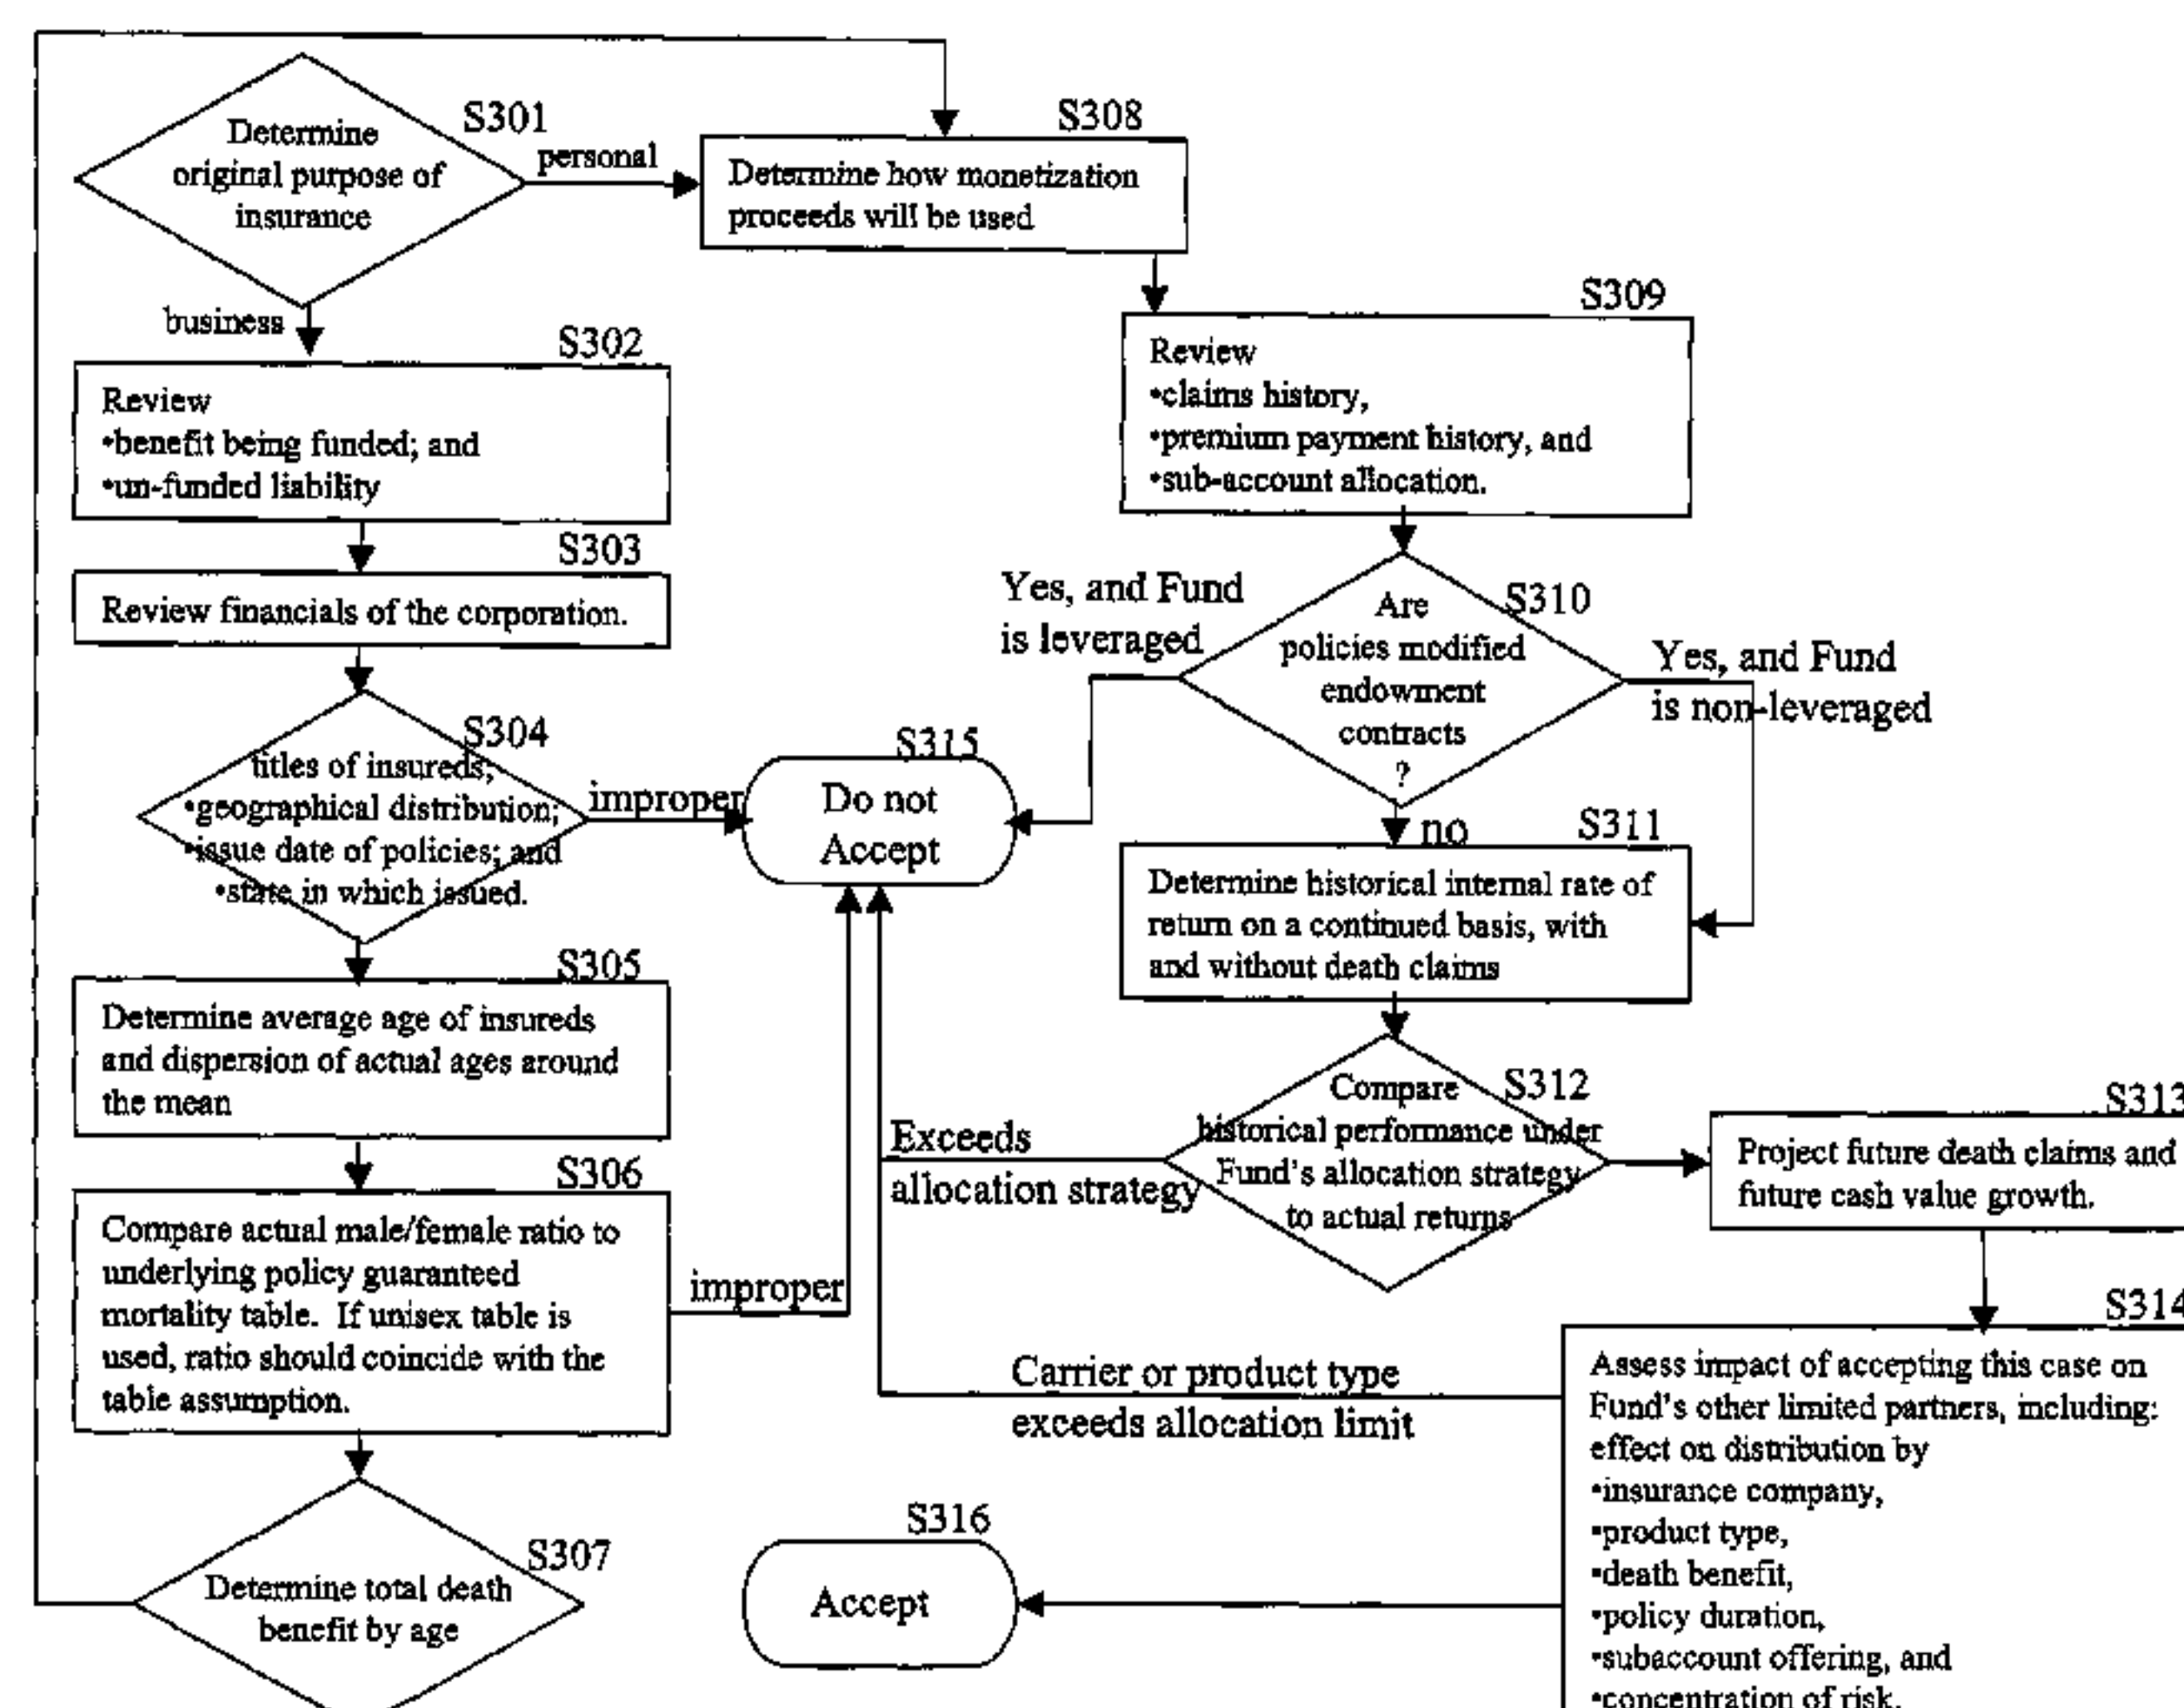 S301
Determine
original purpose of
insurance
personal
business
S308
Determine how monetization
proceeds will be used
S302
Review
•benefit being funded; and
•un-funded liability
S303
Review financials of the corporation.
S304
titles of insureds;
•geographical distribution;
•issue date of policies; and
•state in which issued.
improper
S305
Determine average age of insureds
and dispersion of actual ages around
the mean
S306
Compare actual male/female ratio to
underlying policy guaranteed
mortality table. If unisex table is
used, ratio should coincide with the
table assumption.
improper
S307
Determine total death
benefit by age
S309
Review
•claims history,
•premium payment history, and
•sub-account allocation.
S310
Are
policies modified
endowment
contracts
?
Yes, and Fund
is leveraged
Yes, and Fund
is non-leveraged
no
S315
Do not
Accept
S311
Determine historical internal rate of
return on a continued basis, with
and without death claims
S312
Compare
historical performance under
Fund's allocation strategy
to actual returns
Exceeds
allocation strategy
S313
Project future death claims and
future cash value growth.
S314
Assess impact of accepting this case on
Fund's other limited partners, including:
effect on distribution by
•insurance company,
•product type,
•death benefit,
•policy duration,
•subaccount offering, and
•concentration of risk.
Carrier or product type
exceeds allocation limit
S316
Accept